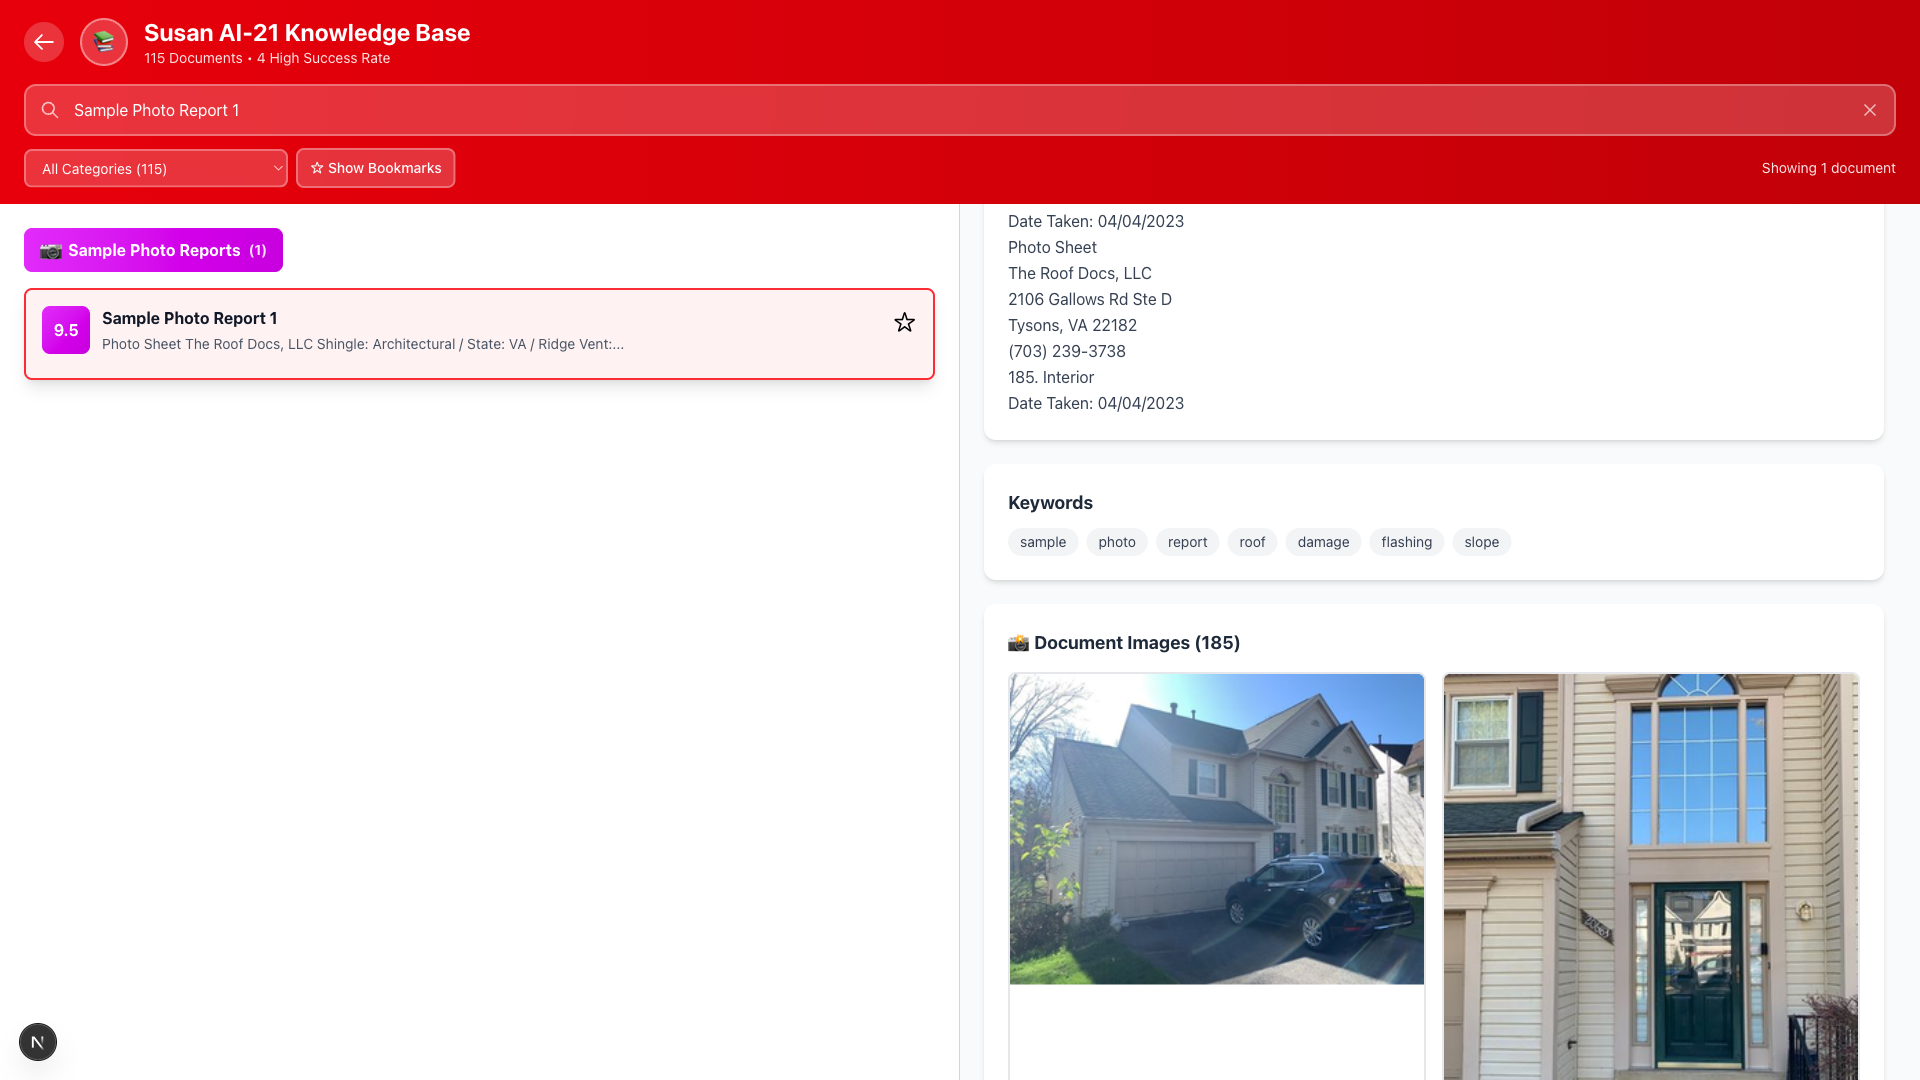 Susan AI-21 Knowledge Base
115 Documents • 4 High Success Rate
Sample Photo Report 1
All Categories (115)
☆ Show Bookmarks
Showing 1 document
Sample Photo Reports (1)
9.5
Sample Photo Report 1
Photo Sheet The Roof Docs, LLC Shingle: Architectural / State: VA / Ridge Vent:...
Date Taken: 04/04/2023
Photo Sheet
The Roof Docs, LLC
2106 Gallows Rd Ste D
Tysons, VA 22182
(703) 239-3738
185. Interior
Date Taken: 04/04/2023
Keywords
sample
photo
report
roof
damage
flashing
slope
Document Images (185)
N